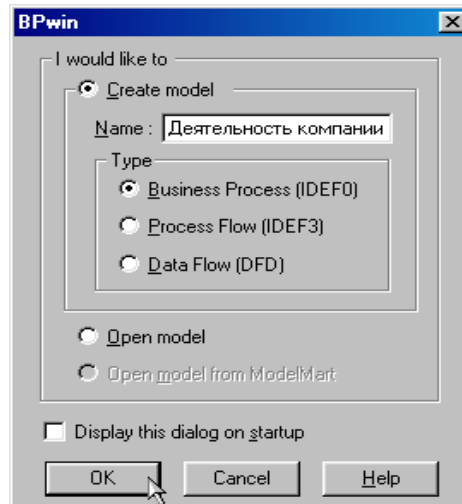 BPwin
I would like to
Create model
Name : Деятельность компании
Type
Business Process (IDEF0)
Process Flow (IDEF3)
Data Flow (DFD)
Open model
Open model from ModelMart
Display this dialog on startup
OK Cancel Help